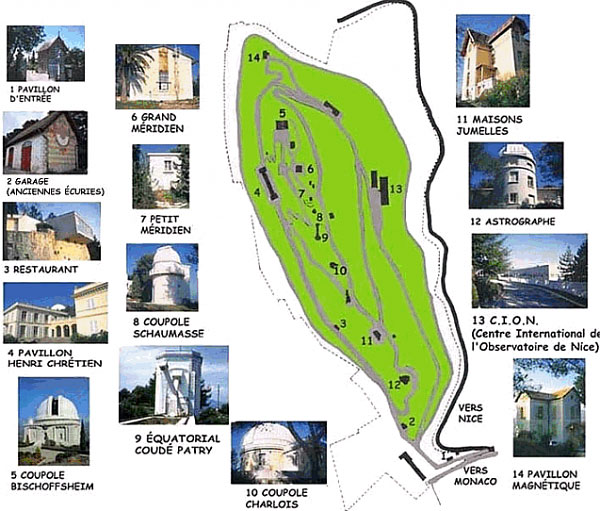 1 PAVILLON
D'ENTRÉE
2 GARAGE
(ANCIENNES ÉCURIES)
3 RESTAURANT
4 PAVILLON
HENRI CHRÉTIEN
5 COUPOLE
BISCHOFFSHEIM
6 GRAND
MÉRIDIEN
7 PETIT
MÉRIDIEN
8 COUPOLE
SCHAUMASSE
9 ÉQUATORIAL
COUDÉ PATRY
10 COUPOLE
CHARLOIS
14
5
6
4
7
13
8
9
10
3
11
12
2
1
VERS
NICE
VERS
MONACO
11 MAISONS
JUMELLES
12 ASTROGRAPHE
13 C.I.O.N.
(Centre International de
l'Observatoire de Nice)
14 PAVILLON
MAGNÉTIQUE